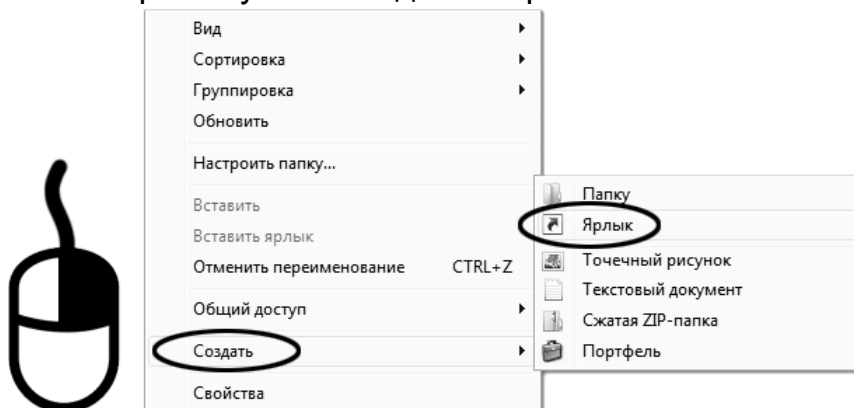 Вид
Сортировка
Группировка
Обновить
Настроить папку...
Вставить
Вставить ярлык
Отменить переименование CTRL+Z
Общий доступ
Создать
Свойства
Папку
Ярлык
Точечный рисунок
Текстовый документ
Сжатая ZIP-папка
Портфель